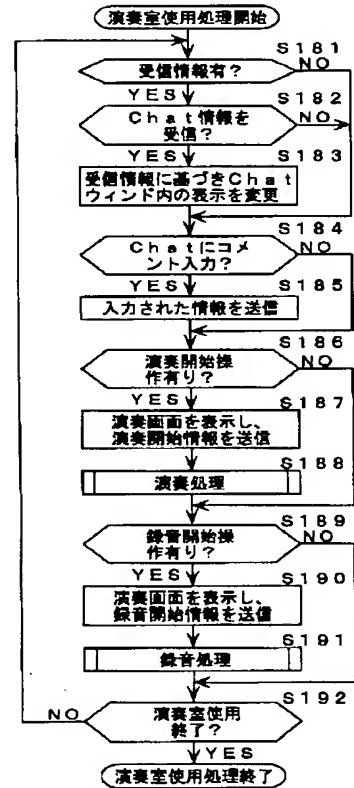 演奏室使用処理開始
S181
受信情報有?
NO
YES
S182
Chat情報を
受信?
NO
YES
S183
受信情報に基づきChat
ウィンド内の表示を変更
S184
Chatにコメ
ント入力?
NO
YES
S185
入力された情報を送信
S186
演奏開始操
作有り?
NO
YES
S187
演奏画面を表示し、
演奏開始情報を送信
S188
演奏処理
S189
録音開始操
作有り?
NO
YES
S190
演奏画面を表示し、
録音開始情報を送信
S191
録音処理
S192
演奏室使用
終了?
NO
YES
演奏室使用処理終了